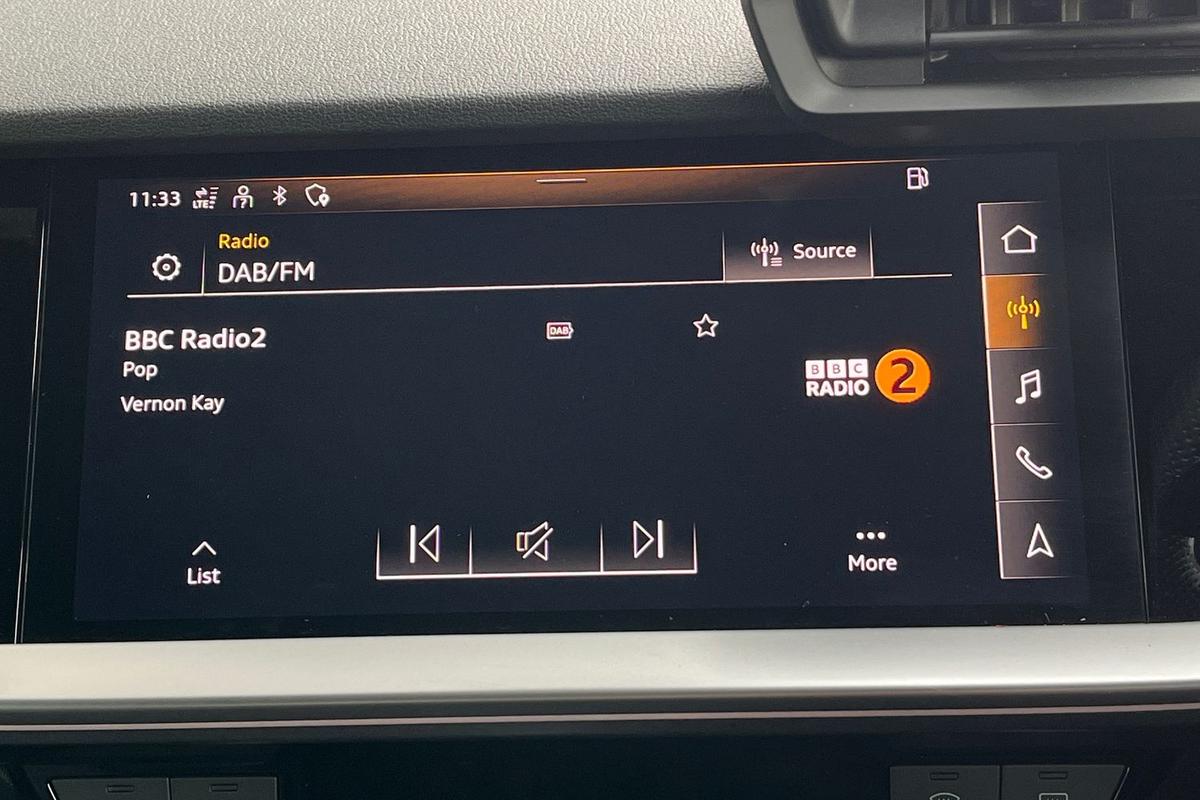 11:33 LTE
Radio
DAB/FM
Source
BBC Radio2
DAB
Pop
Vernon Kay
BBC
RADIO 2
List
More